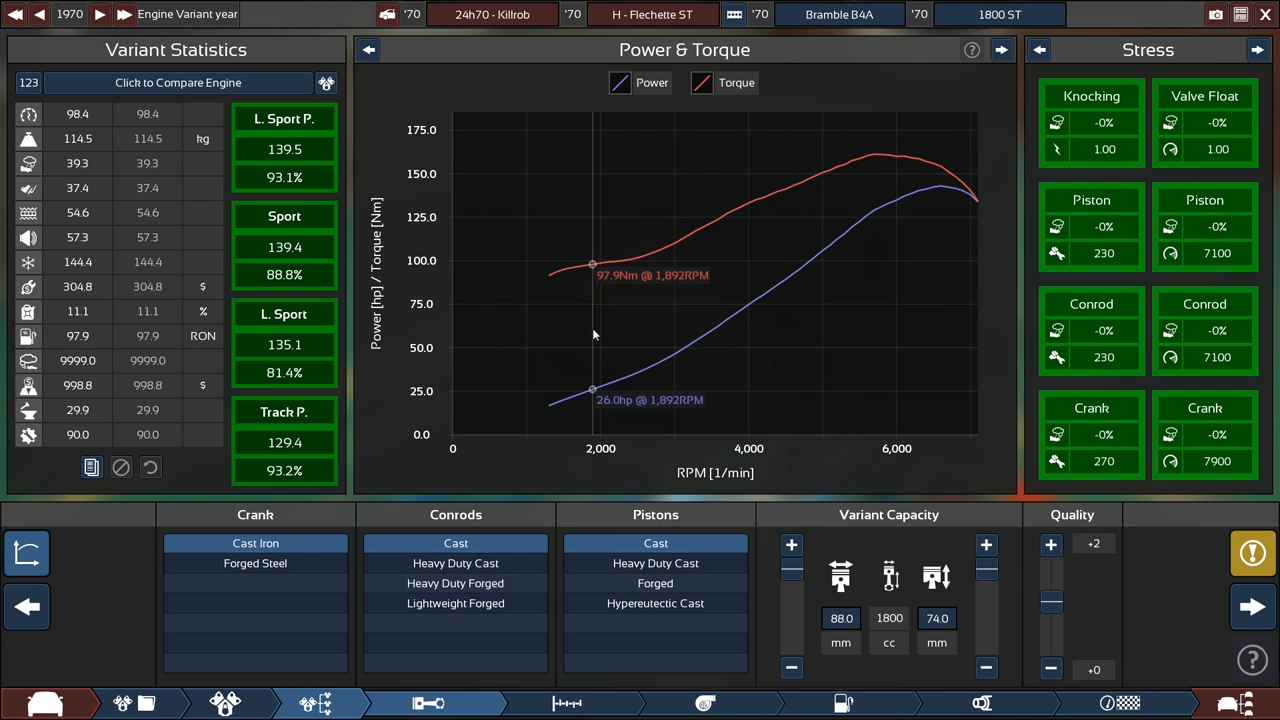 1970 Engine Variant year '70 24h70 - Killrob '70 H - Flechette ST '70 Bramble B4A '70 1800 ST
Variant Statistics
123 Click to Compare Engine
98.4 98.4
114.5 114.5 kg
39.3 39.3
37.4 37.4
54.6 54.6
57.3 57.3
144.4 144.4
304.8 304.8 $
11.1 11.1 %
97.9 97.9 RON
9999.0 9999.0
998.8 998.8 $
29.9 29.9
90.0 90.0
L. Sport P.
139.5
93.1%
Sport
139.4
88.8%
L. Sport
135.1
81.4%
Track P.
129.4
93.2%
Power & Torque
?
Power Torque
Power [hp] / Torque [Nm]
175.0
150.0
125.0
100.0
75.0
50.0
25.0
0.0
97.9Nm @ 1,892RPM
26.0hp @ 1,892RPM
0 2,000 4,000 6,000
RPM [1/min]
Stress
Knocking
-0%
1.00
Valve Float
-0%
1.00
Piston
-0%
230
Piston
-0%
7100
Conrod
-0%
230
Conrod
-0%
7100
Crank
-0%
270
Crank
-0%
7900
Crank
Cast Iron
Forged Steel
Conrods
Cast
Heavy Duty Cast
Heavy Duty Forged
Lightweight Forged
Pistons
Cast
Heavy Duty Cast
Forged
Hypereutectic Cast
Variant Capacity
88.0 1800 74.0
mm cc mm
Quality
+2
+0
?